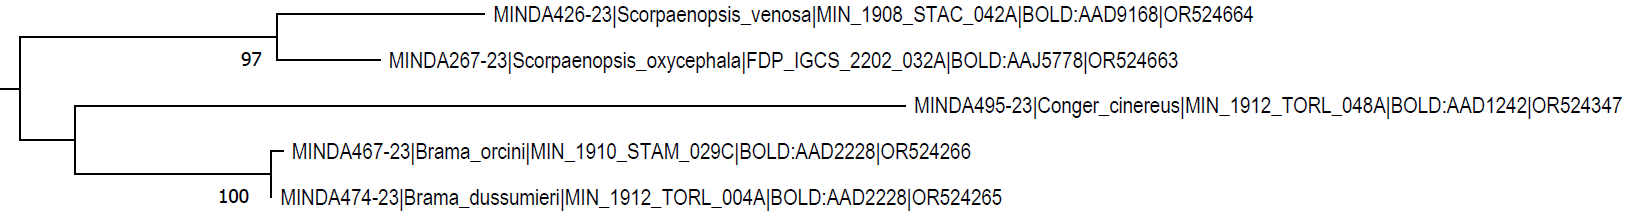 MINDA426-23|Scorpaenopsis_venosa|MIN_1908_STAC_042A|BOLD:AAD9168|OR524664
97
MINDA267-23|Scorpaenopsis_oxycephala|FDP_IGCS_2202_032A|BOLD:AAJ5778|OR524663
MINDA495-23|Conger_cinereus|MIN_1912_TORL_048A|BOLD:AAD1242|OR524347
MINDA467-23|Brama_orcini|MIN_1910_STAM_029C|BOLD:AAD2228|OR524266
100
MINDA474-23|Brama_dussumieri|MIN_1912_TORL_004A|BOLD:AAD2228|OR524265